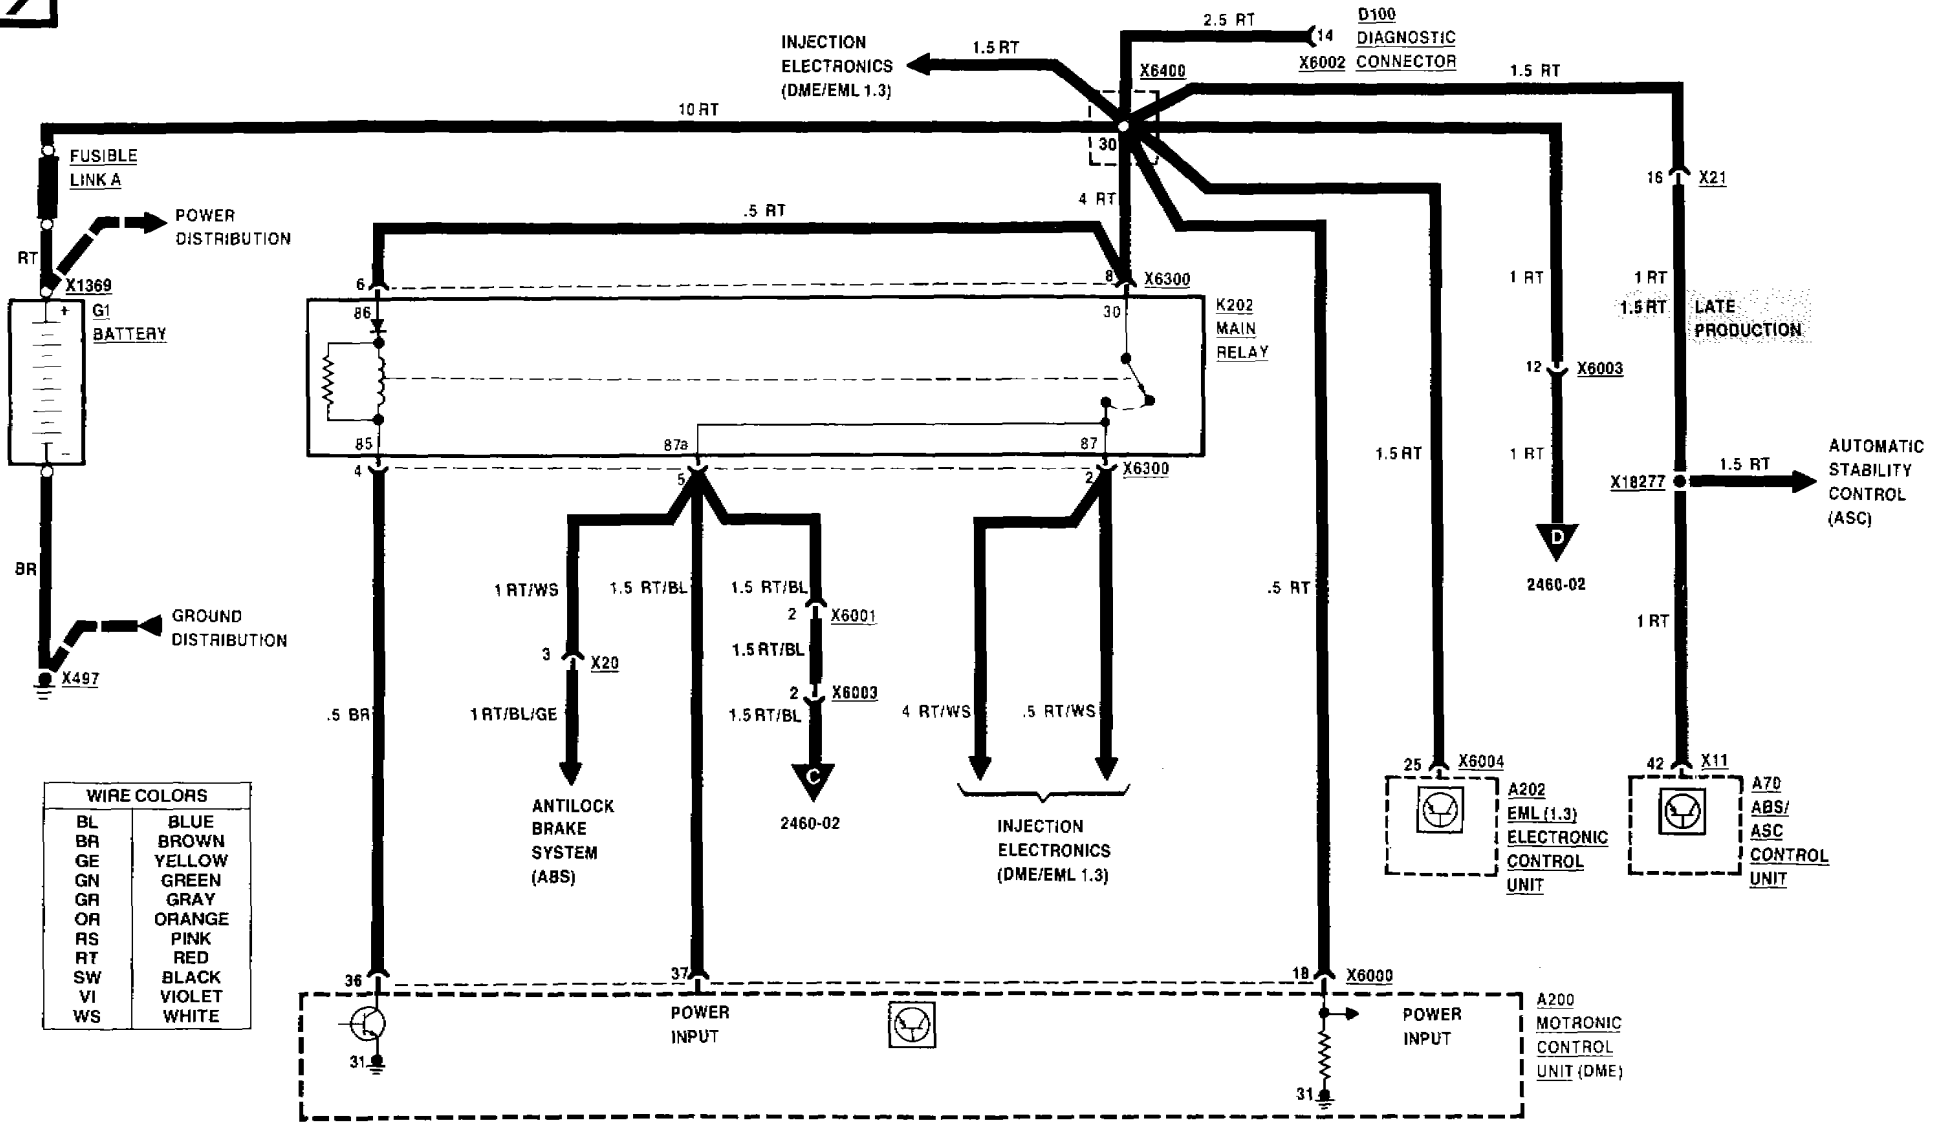 2.5 RT
14
D100
DIAGNOSTIC
CONNECTOR
X6002
INJECTION
ELECTRONICS
(DME/EML 1.3)
1.5 RT
X6400
1.5 RT
10 RT
30
FUSIBLE
LINK A
POWER
DISTRIBUTION
RT
X1369
G1
BATTERY
+
-
.5 RT
4 RT
16
X21
6
8
X6300
86
30
K202
MAIN
RELAY
1 RT
1 RT
1.5 RT
LATE
PRODUCTION
12
X6003
85
87a
87
4
5
2
X6300
1.5 RT
1 RT
X18277
1.5 RT
AUTOMATIC
STABILITY
CONTROL
(ASC)
D
2460-02
BR
GROUND
DISTRIBUTION
X497
1 RT/WS
1.5 RT/BL
1.5 RT/BL
2
X6001
3
X20
1.5 RT/BL
2
X6003
1 RT/BL/GE
1.5 RT/BL
.5 BR
4 RT/WS
.5 RT/WS
.5 RT
1 RT
C
2460-02
ANTILOCK
BRAKE
SYSTEM
(ABS)
INJECTION
ELECTRONICS
(DME/EML 1.3)
25
X6004
A202
EML (1.3)
ELECTRONIC
CONTROL
UNIT
42
X11
A70
ABS/
ASC
CONTROL
UNIT
WIRE COLORS
BL BLUE
BR BROWN
GE YELLOW
GN GREEN
GR GRAY
OR ORANGE
RS PINK
RT RED
SW BLACK
VI VIOLET
WS WHITE
36
37
18
X6000
POWER
INPUT
POWER
INPUT
31
31
A200
MOTRONIC
CONTROL
UNIT (DME)